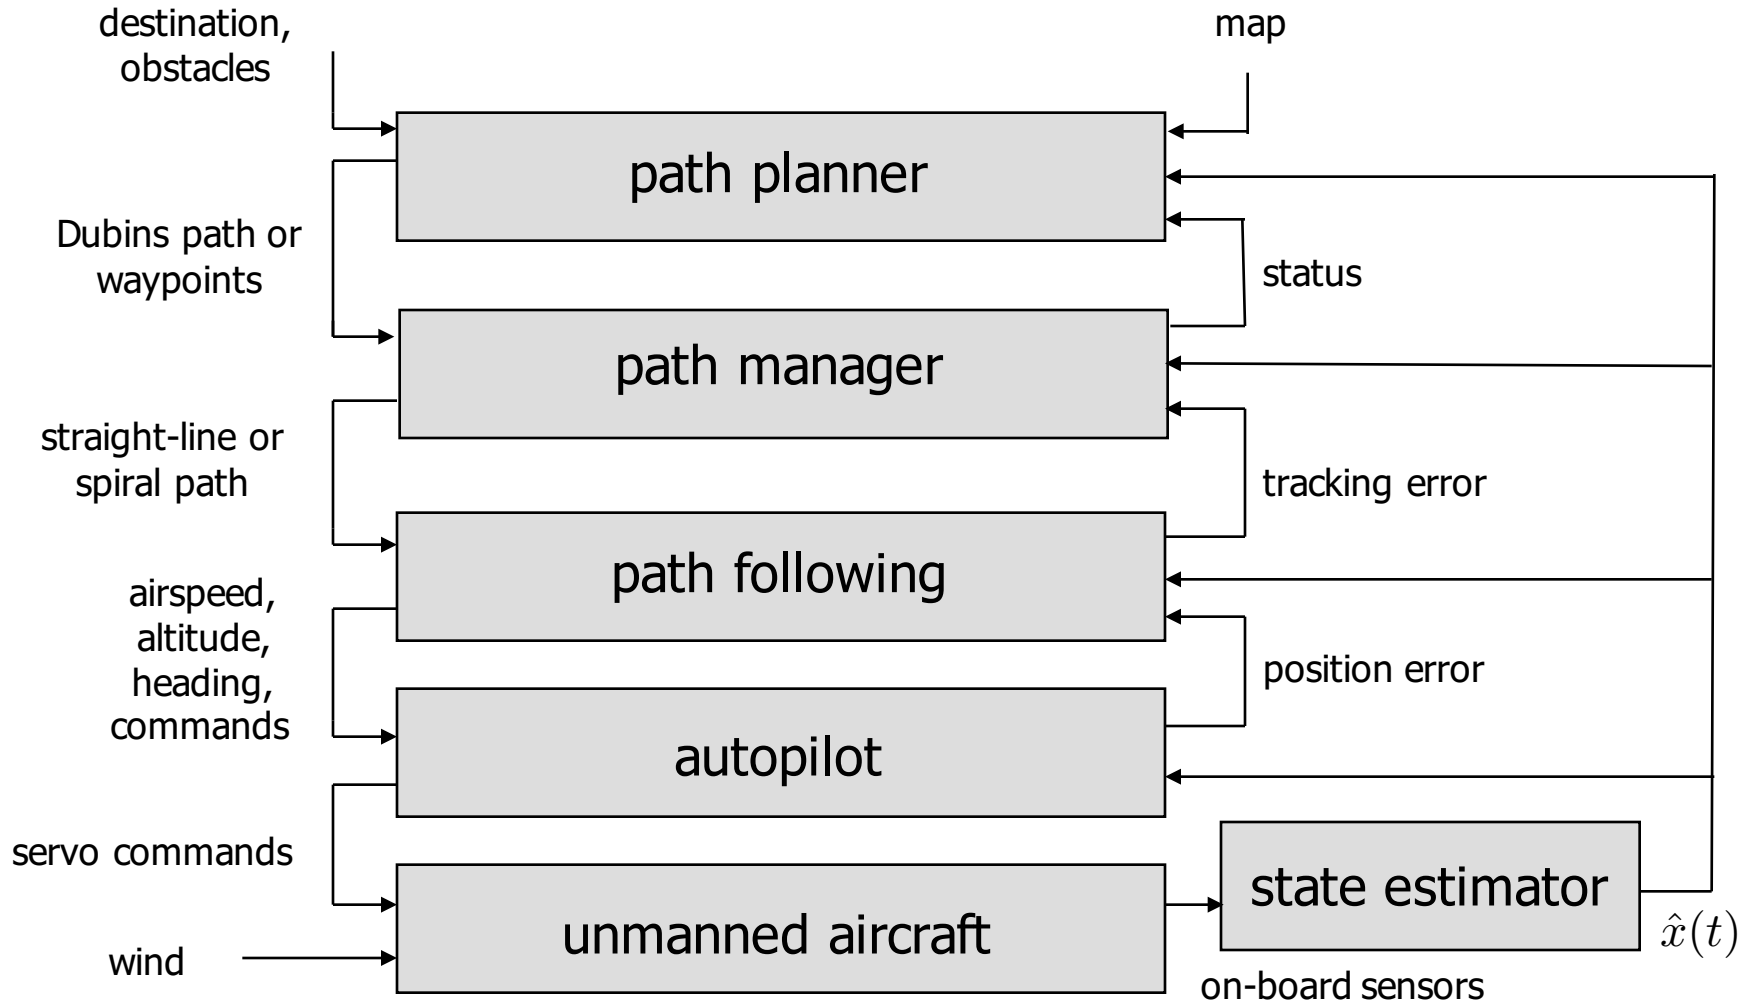 destination,
obstacles
map
path planner
Dubins path or
waypoints
status
path manager
straight-line or
spiral path
tracking error
path following
airspeed,
altitude,
heading,
commands
position error
autopilot
servo commands
state estimator
unmanned aircraft
x̂(t)
wind
on-board sensors